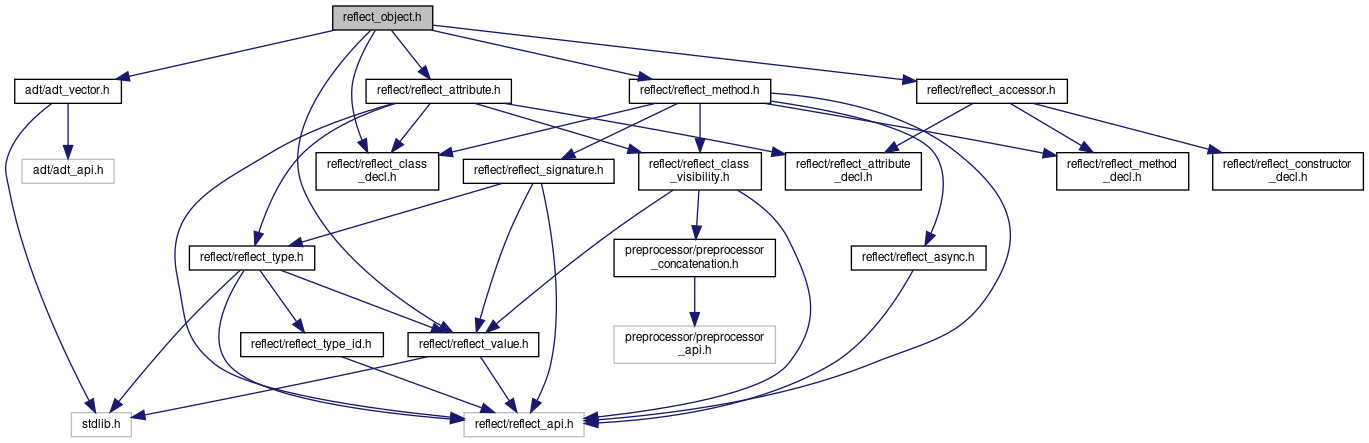 reflect_object.h
adt/adt_vector.h
reflect/reflect_attribute.h
reflect/reflect_method.h
reflect/reflect_accessor.h
adt/adt_api.h
reflect/reflect_class
_decl.h
reflect/reflect_signature.h
reflect/reflect_class
_visibility.h
reflect/reflect_attribute
_decl.h
reflect/reflect_method
_decl.h
reflect/reflect_constructor
_decl.h
reflect/reflect_type.h
preprocessor/preprocessor
_concatenation.h
reflect/reflect_async.h
reflect/reflect_type_id.h
reflect/reflect_value.h
preprocessor/preprocessor
_api.h
stdlib.h
reflect/reflect_api.h